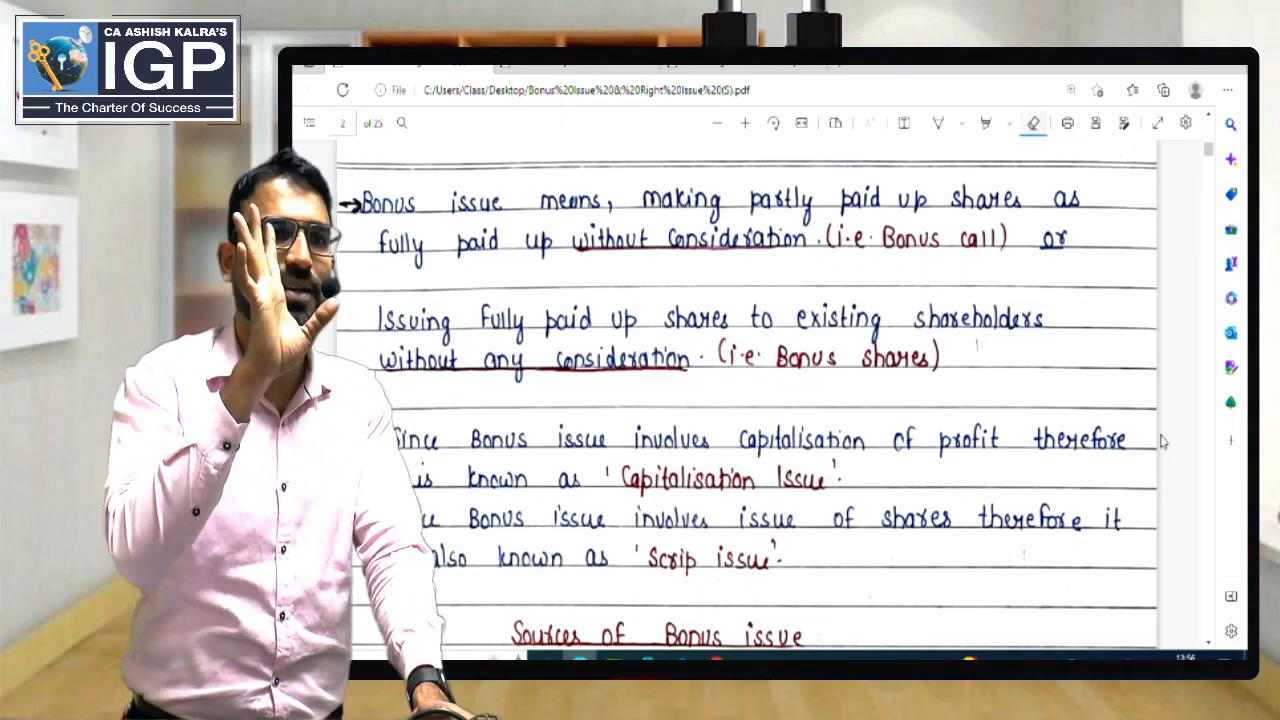 CA ASHISH KALRA'S
IGP
The Charter Of Success
File C:/Users/Class/Desktop/Bonus%20Issue%20&%20Right%20Issue%20(S).pdf
2 of 25
→Bonus issue means, making partly paid up shares as
fully paid up without consideration. (i.e. Bonus call) or
Issuing fully paid up shares to existing shareholders
without any consideration. (i.e. Bonus shares)
Since Bonus issue involves capitalisation of profit therefore
is known as 'Capitalisation Issue'.
Bonus issue involves issue of shares therefore it
also known as 'Scrip issue'.
Sources of Bonus issue
13:56